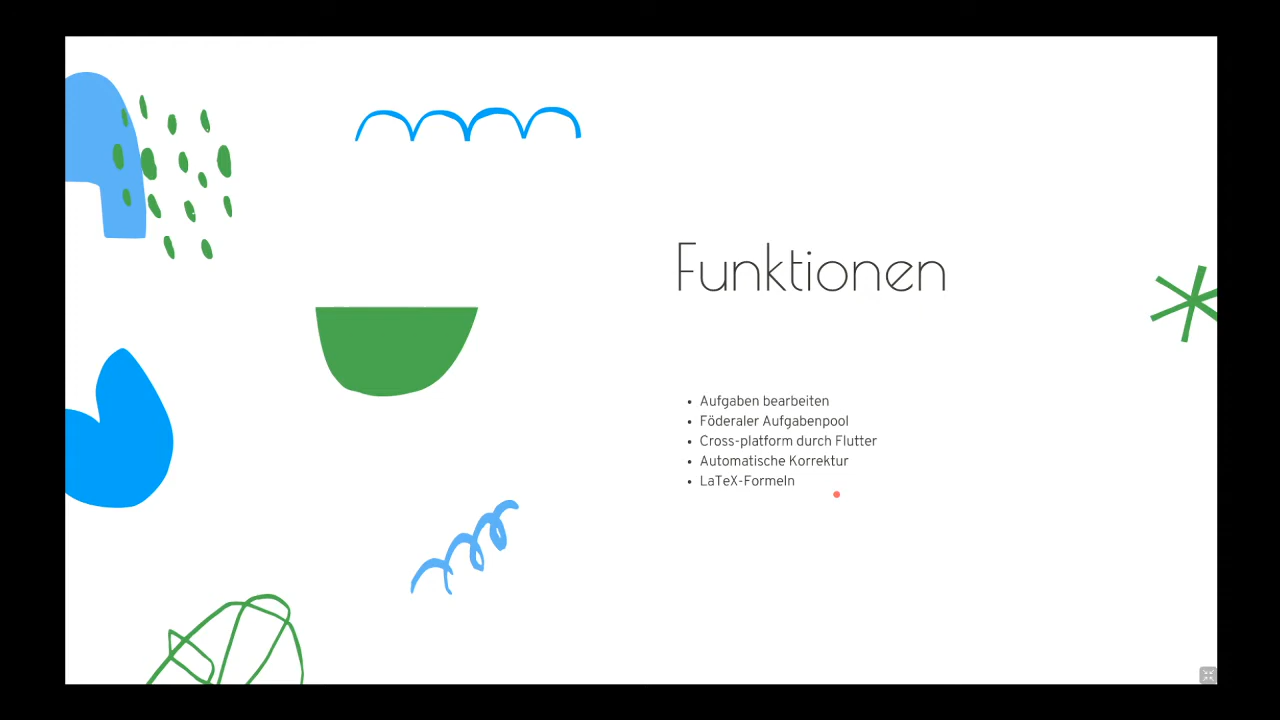 Funktionen
• Aufgaben bearbeiten
• Föderaler Aufgabenpool
• Cross-platform durch Flutter
• Automatische Korrektur
• LaTeX-Formeln